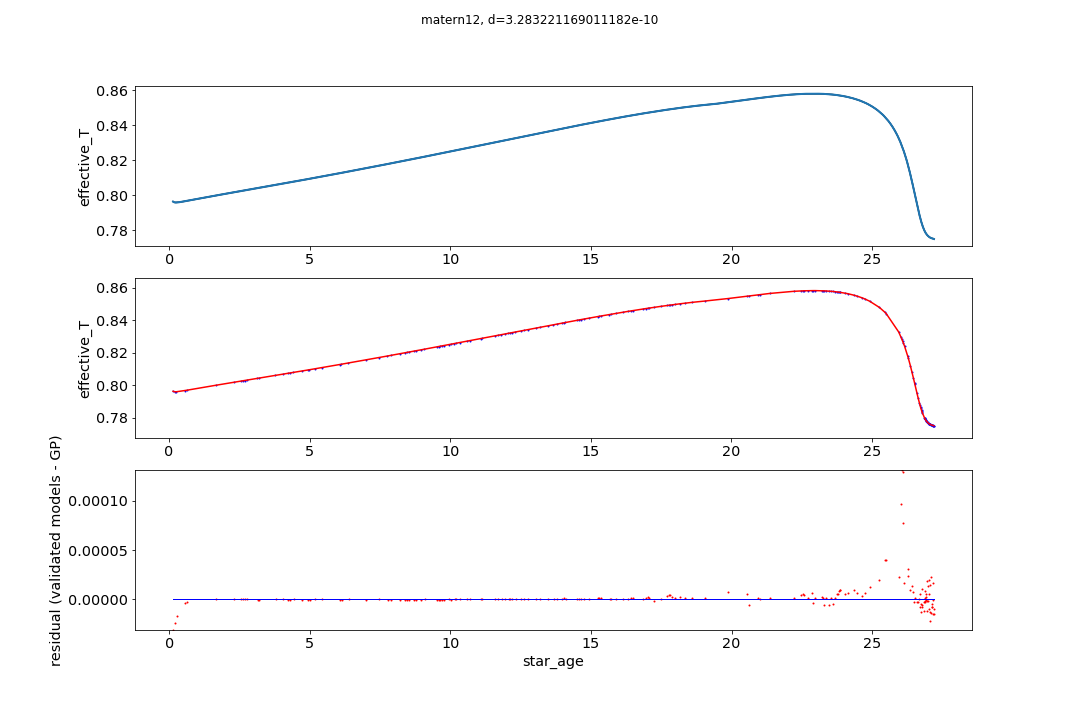 matern12, d=3.283221169011182e-10
0.86
0.84
0.82
0.80
0.78
effective_T
0 5 10 15 20 25
0.86
0.84
0.82
0.80
0.78
effective_T
0 5 10 15 20 25
0.00010
0.00005
0.00000
residual (validated models - GP)
0 5 10 15 20 25
star_age